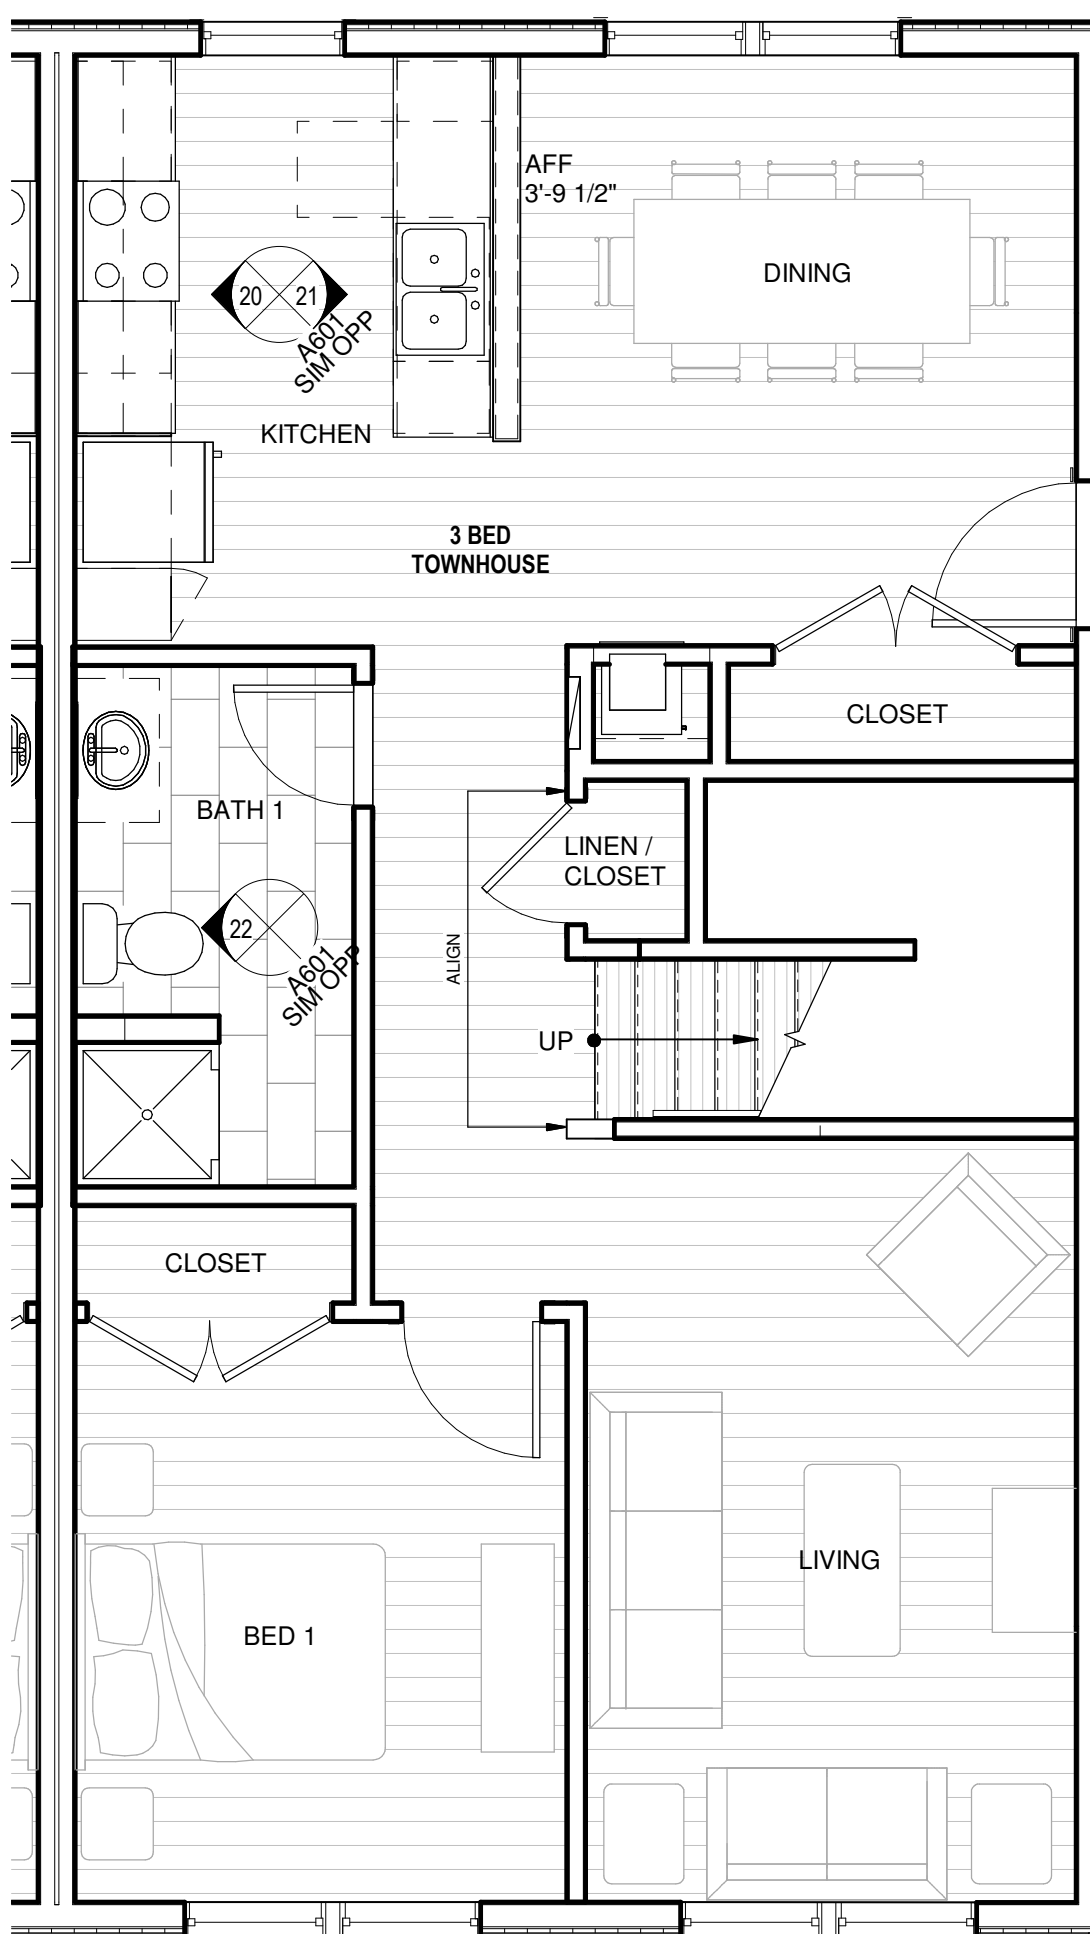 AFF
3'-9 1/2"
DINING
20 21
A601
SIM OPP
KITCHEN
3 BED
TOWNHOUSE
CLOSET
BATH 1
LINEN /
CLOSET
22
A601
SIM OPP
ALIGN
UP
CLOSET
LIVING
BED 1